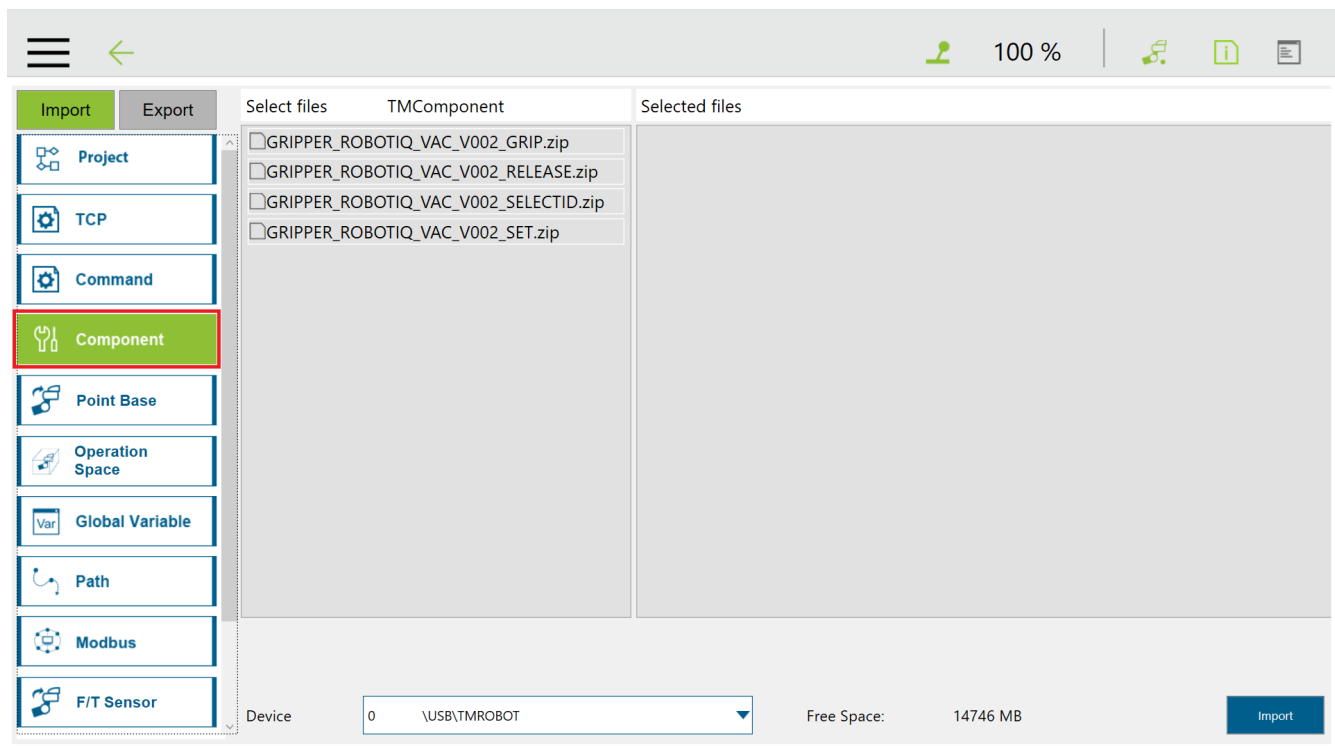 100 %
Import Export
Select files TMComponent
Selected files
GRIPPER_ROBOTIQ_VAC_V002_GRIP.zip
GRIPPER_ROBOTIQ_VAC_V002_RELEASE.zip
GRIPPER_ROBOTIQ_VAC_V002_SELECTID.zip
GRIPPER_ROBOTIQ_VAC_V002_SET.zip
Project
TCP
Command
Component
Point Base
Operation
Space
Var Global Variable
Path
Modbus
F/T Sensor
Device 0 \USB\TMROBOT Free Space: 14746 MB Import